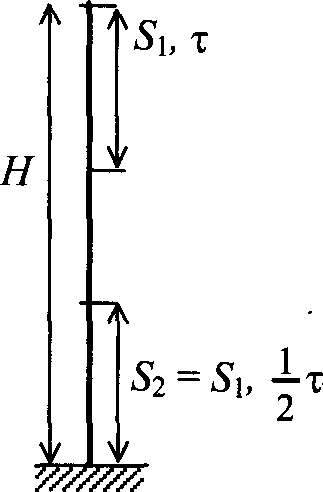 S₁, τ
H
S₂ = S₁, ½τ